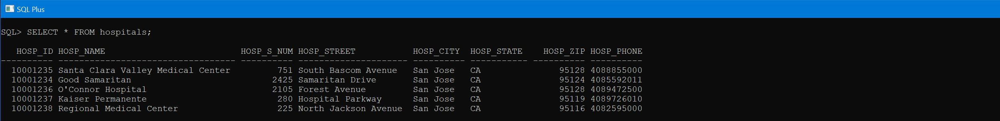 SQL Plus
SQL> SELECT * FROM hospitals;
   HOSP_ID HOSP_NAME                          HOSP_S_NUM HOSP_STREET           HOSP_CITY  HOSP_STATE    HOSP_ZIP HOSP_PHONE
---------- ---------------------------------- ---------- --------------------- ---------- ----------- ---------- ----------
  10001235 Santa Clara Valley Medical Center         751 South Bascom Avenue   San Jose   CA               95128 4088855000
  10001234 Good Samaritan                           2425 Samaritan Drive       San Jose   CA               95124 4085592011
  10001236 O'Connor Hospital                        2105 Forest Avenue         San Jose   CA               95128 4089472500
  10001237 Kaiser Permanente                         280 Hospital Parkway      San Jose   CA               95119 4089726010
  10001238 Regional Medical Center                   225 North Jackson Avenue  San Jose   CA               95116 4082595000